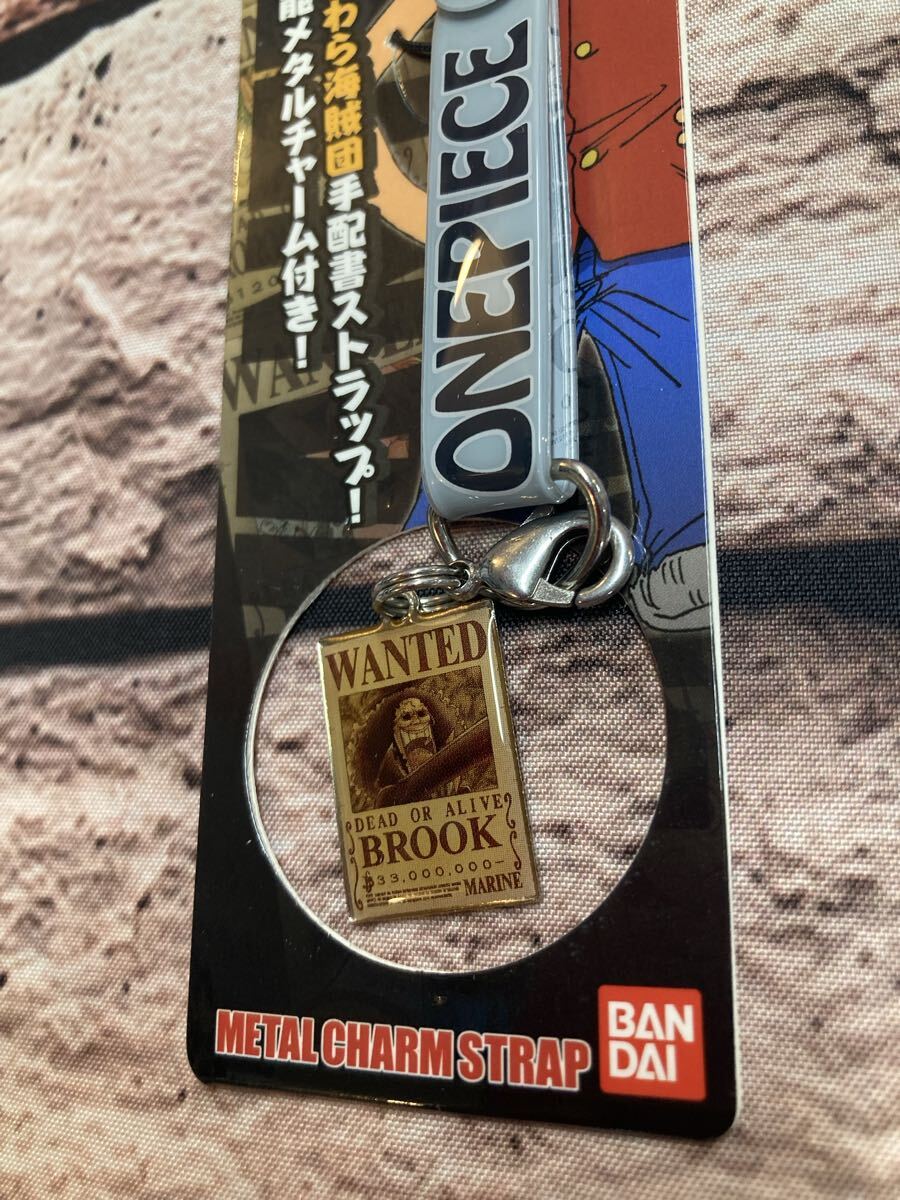 わら海賊団手配書ストラップ!
能メタルチャーム付き!
ONEPIECE
WANTED
DEAD OR ALIVE
BROOK
฿33,000,000-
MARINE
METAL CHARM STRAP
BAN
DAI